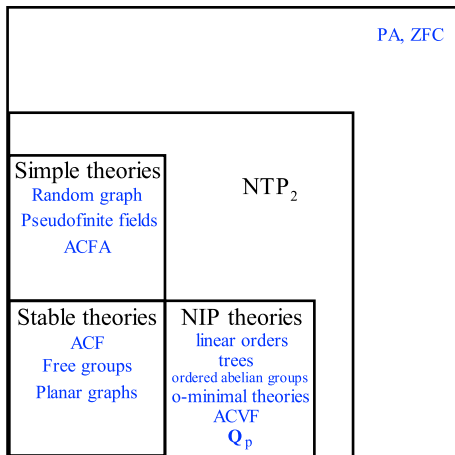 PA, ZFC
Simple theories
Random graph
Pseudofinite fields
ACFA
NTP₂
Stable theories
ACF
Free groups
Planar graphs
NIP theories
linear orders
trees
ordered abelian groups
o-minimal theories
ACVF
Qₚ